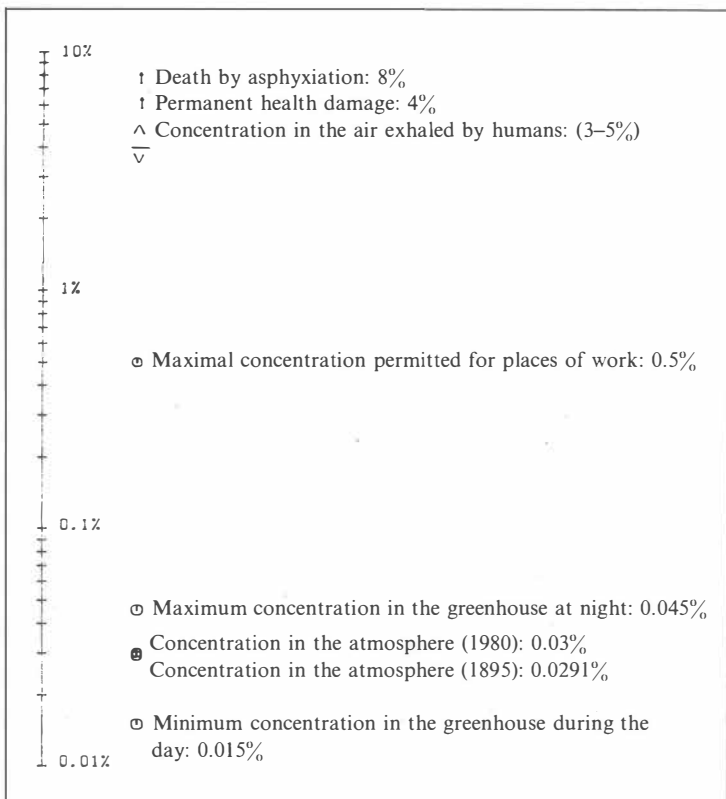 10%
↑ Death by asphyxiation: 8%
↑ Permanent health damage: 4%
Concentration in the air exhaled by humans: (3–5%)
1%
Maximal concentration permitted for places of work: 0.5%
0.1%
Maximum concentration in the greenhouse at night: 0.045%
Concentration in the atmosphere (1980): 0.03%
Concentration in the atmosphere (1895): 0.0291%
Minimum concentration in the greenhouse during the
day: 0.015%
0.01%